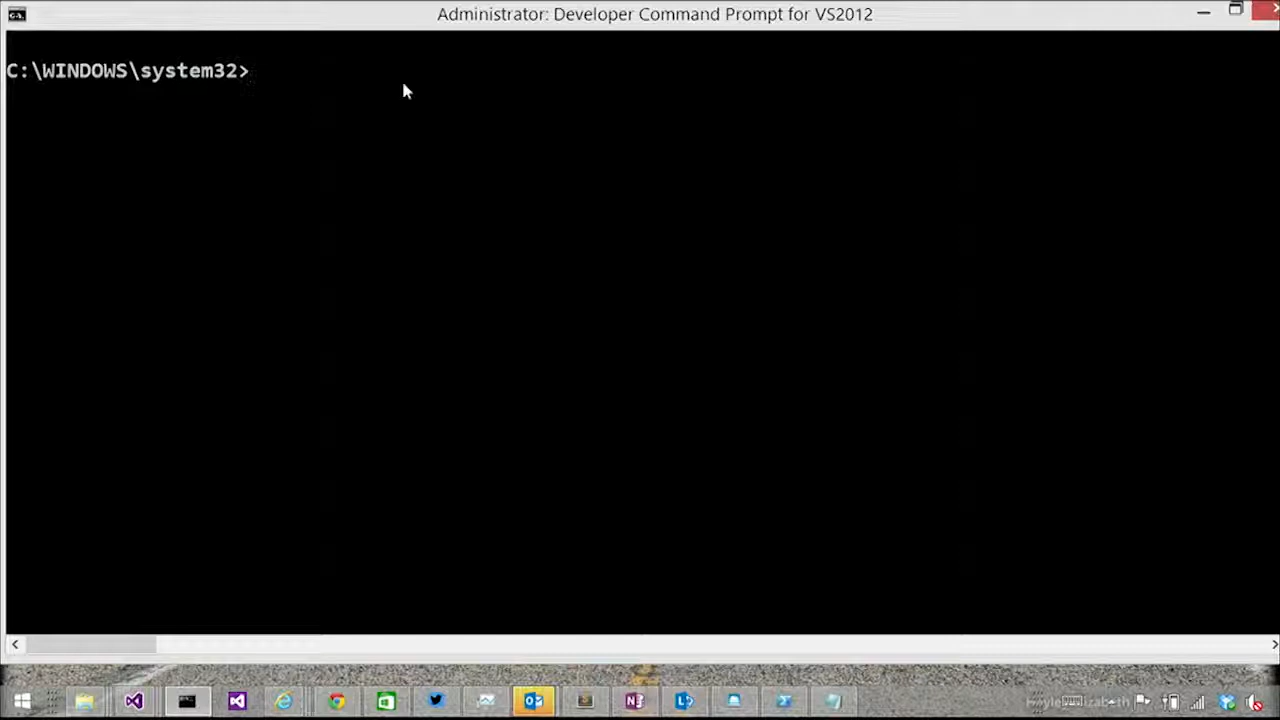 Administrator: Developer Command Prompt for VS2012
C:\WINDOWS\system32>